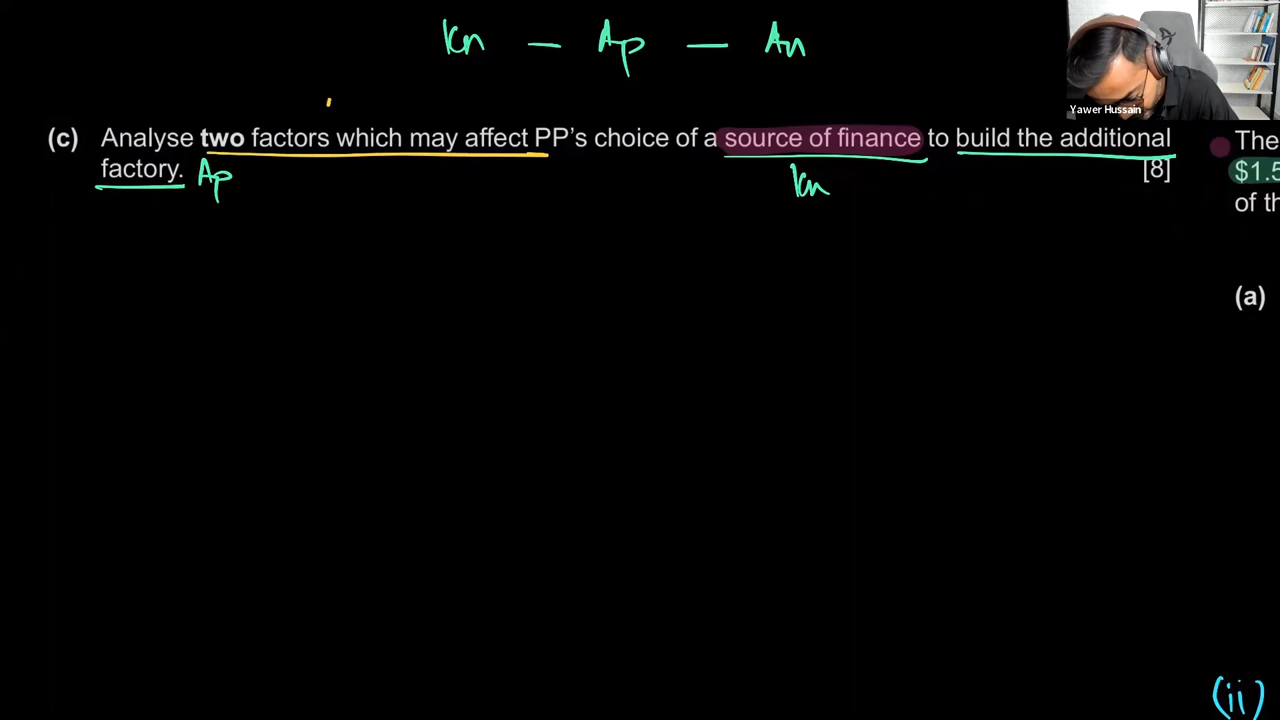 Kn — Ap — An
Yawer Hussain
(c) Analyse two factors which may affect PP's choice of a source of finance to build the additional
factory. Ap
Kn
[8]
The
$1.5
of th
(a)
(ii)